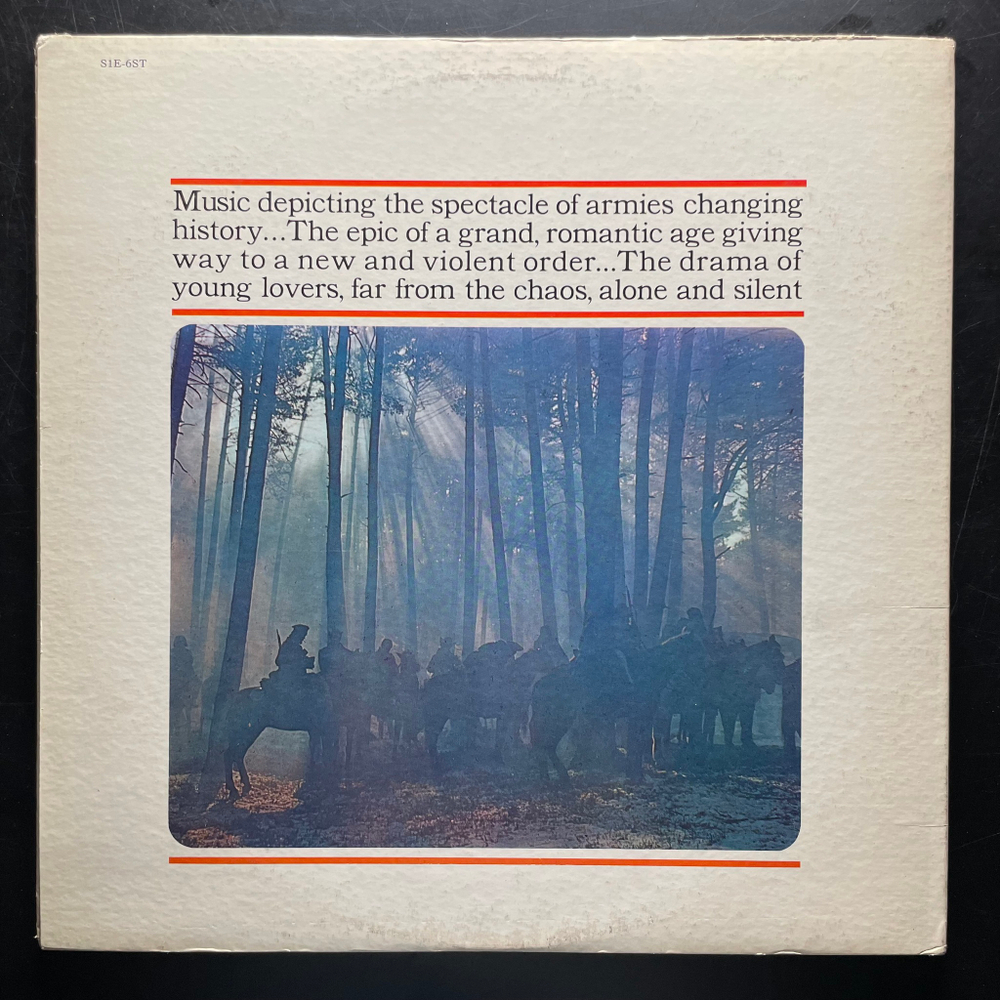 S1E-6ST
Music depicting the spectacle of armies changing
history...The epic of a grand, romantic age giving
way to a new and violent order...The drama of
young lovers, far from the chaos, alone and silent